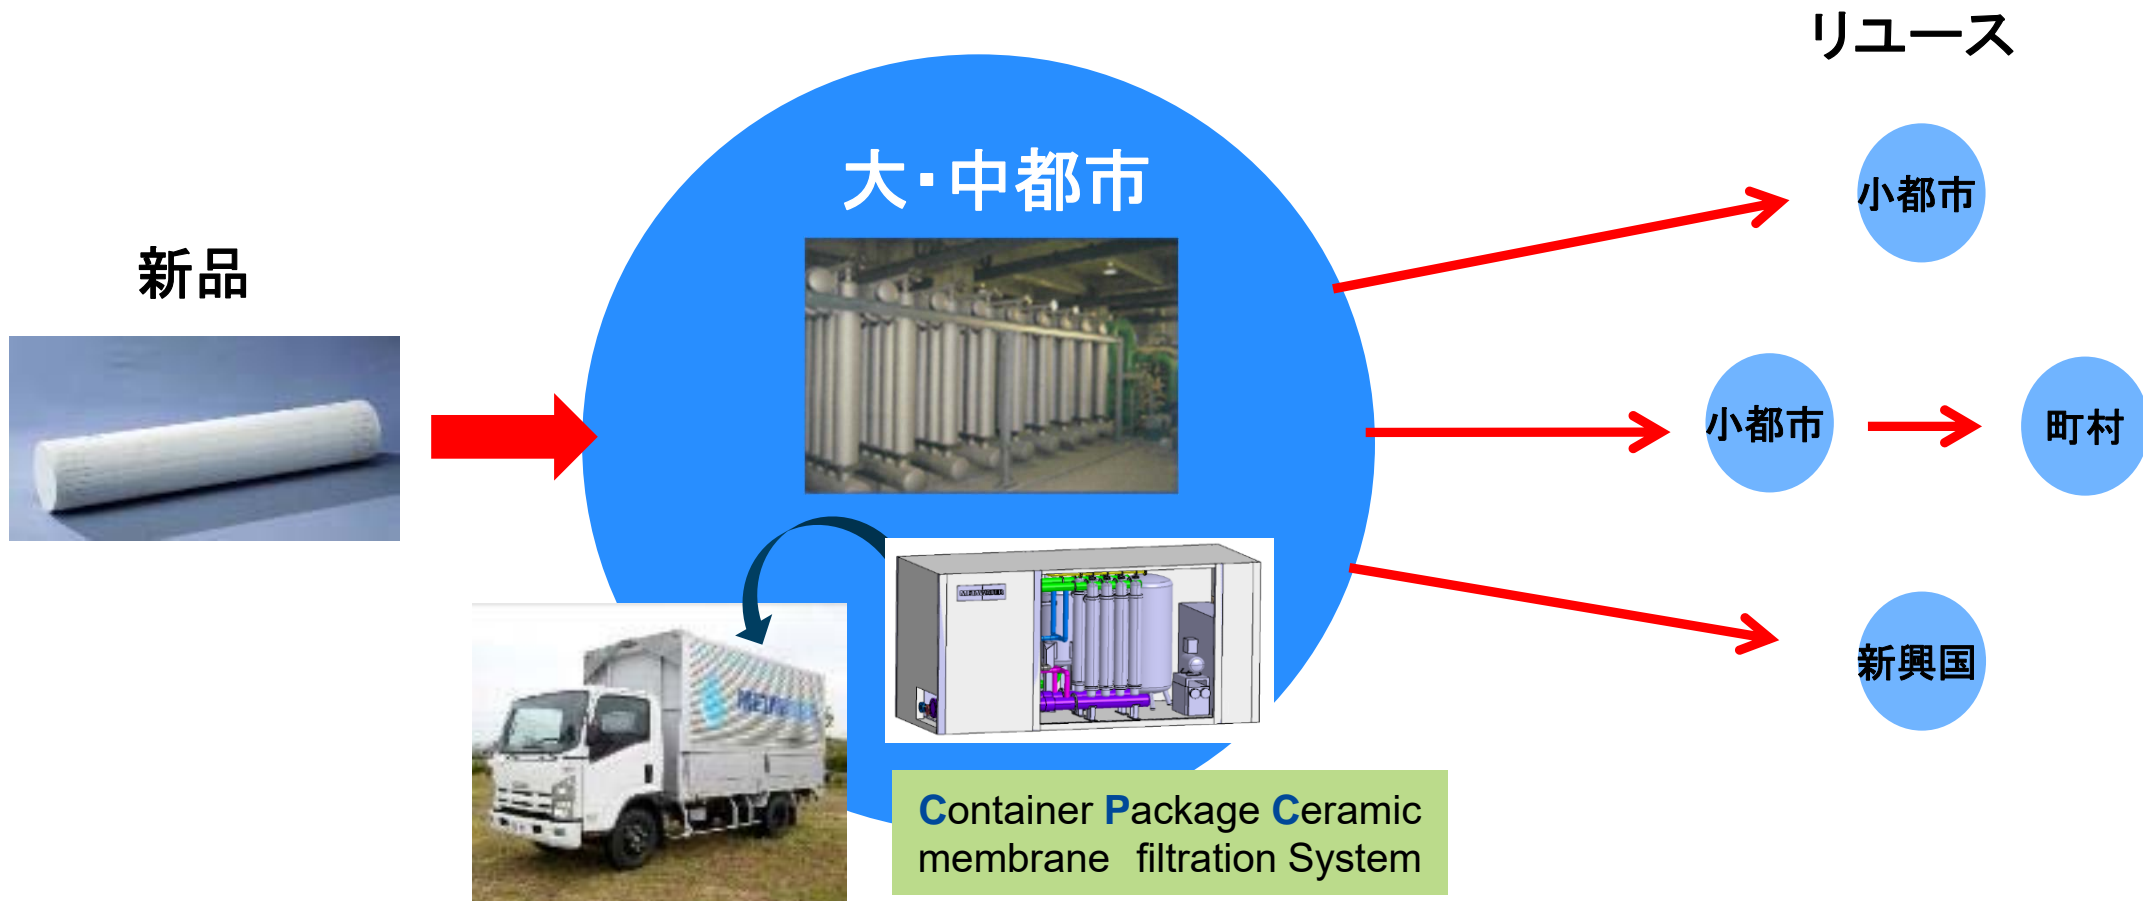 リユース
大・中都市
新品
小都市
小都市
町村
新興国
Container Package Ceramic
membrane filtration System